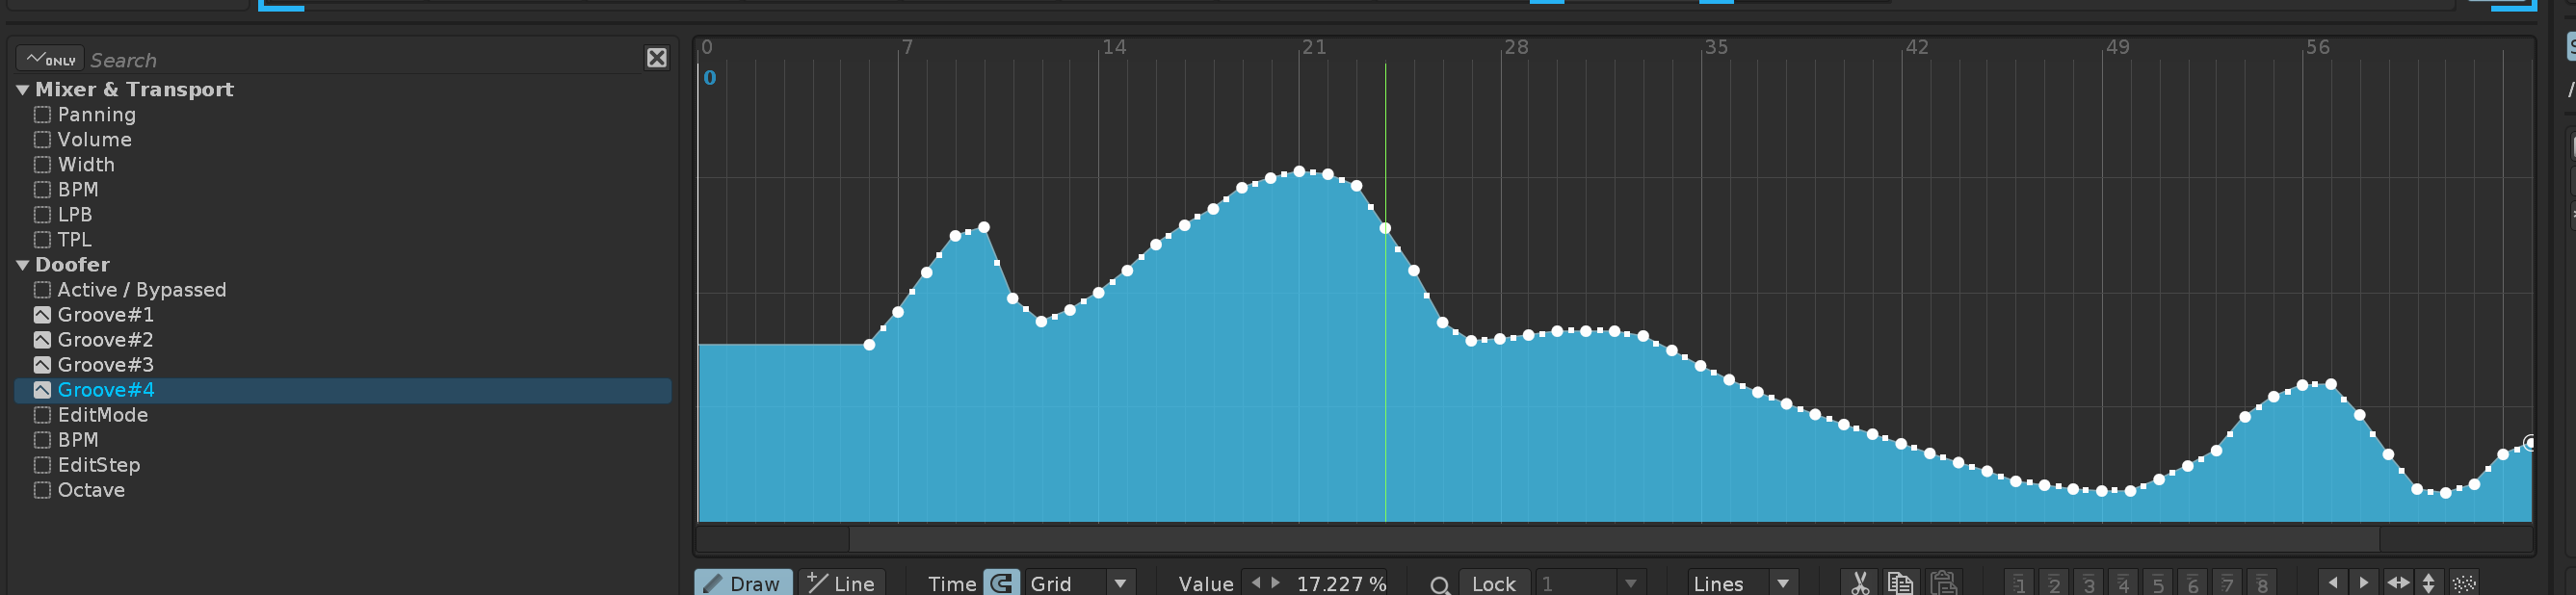 ONLY Search
Mixer & Transport
Panning
Volume
Width
BPM
LPB
TPL
Doofer
Active / Bypassed
Groove#1
Groove#2
Groove#3
Groove#4
EditMode
BPM
EditStep
Octave
0 7 14 21 28 35 42 49 56
0
Draw Line Time Grid Value 17.227 % Lock 1 Lines 1 2 3 4 5 6 7 8